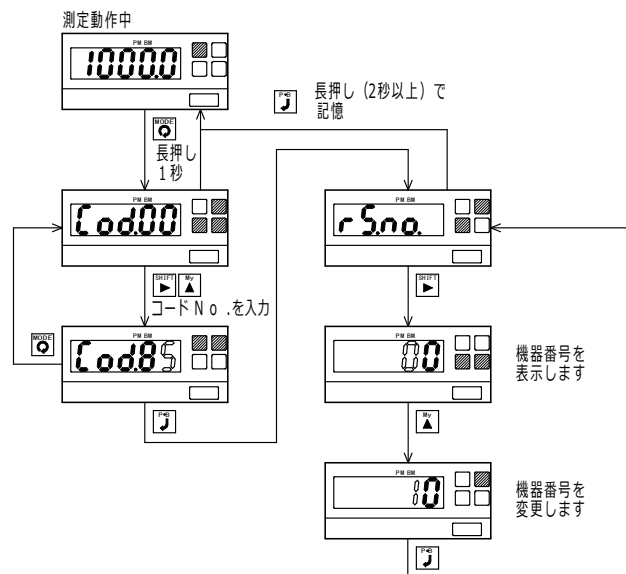 測定動作中
PM BM
1000.0
MODE
長押し
1秒
P•B
長押し (2秒以上) で
記憶
PM BM
Cod.00
SHIFT
My
コードNo.を入力
MODE
PM BM
Cod.85
P•B
PM BM
rS.no.
SHIFT
PM BM
00
機器番号を
表示します
My
PM BM
10
機器番号を
変更します
P•B